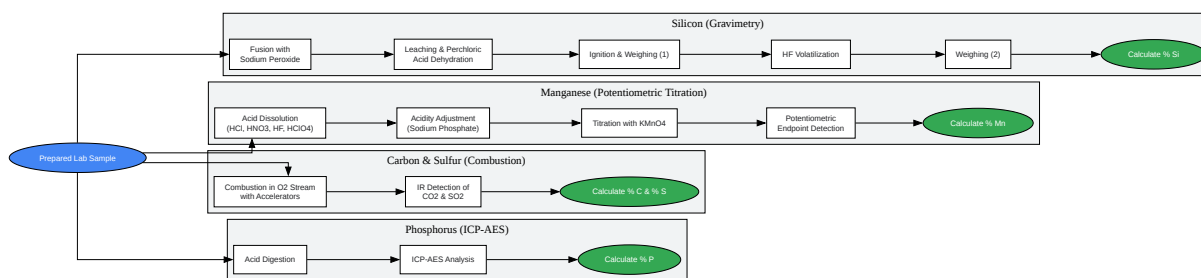 Silicon (Gravimetry)
Fusion with
Sodium Peroxide
Leaching & Perchloric
Acid Dehydration
Ignition & Weighing (1)
HF Volatilization
Weighing (2)
Calculate % Si
Manganese (Potentiometric Titration)
Acid Dissolution
(HCl, HNO3, HF, HClO4)
Acidity Adjustment
(Sodium Phosphate)
Titration with KMnO4
Potentiometric
Endpoint Detection
Calculate % Mn
Prepared Lab Sample
Carbon & Sulfur (Combustion)
Combustion in O2 Stream
with Accelerators
IR Detection of
CO2 & SO2
Calculate % C & % S
Phosphorus (ICP-AES)
Acid Digestion
ICP-AES Analysis
Calculate % P